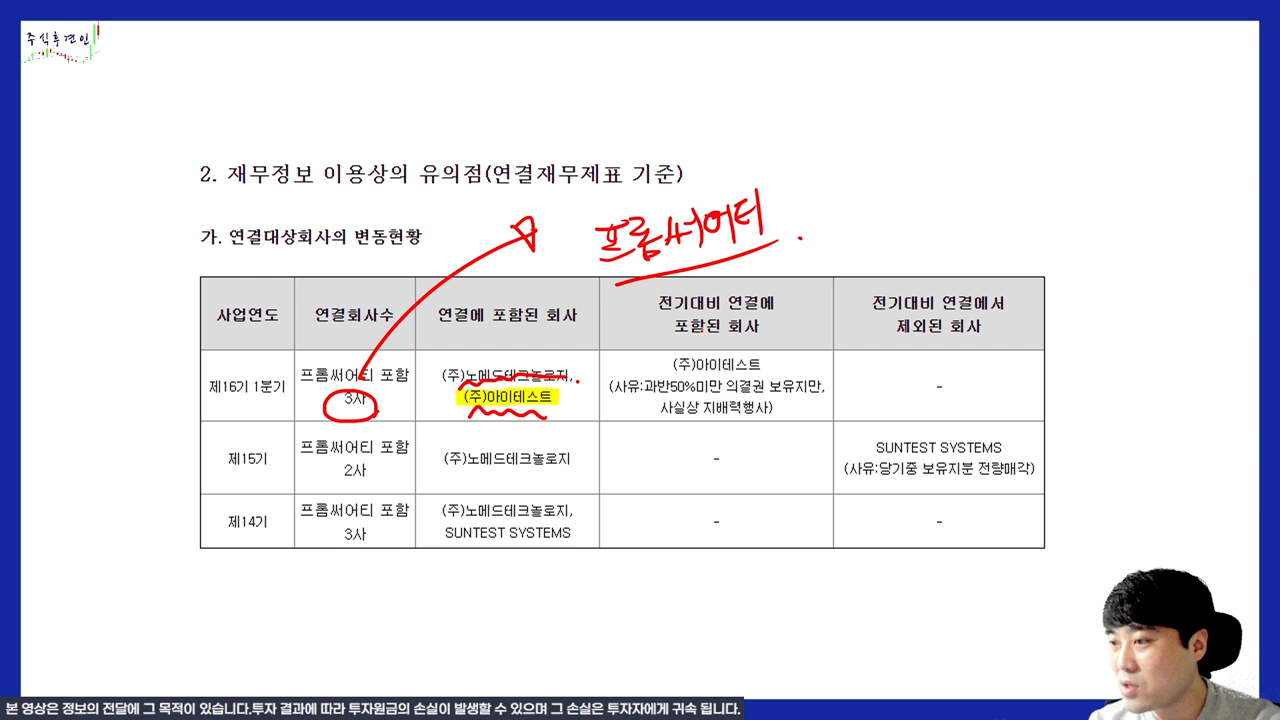 주식후견인
2. 재무정보 이용상의 유의점(연결재무제표 기준)
프롬써어티.
가. 연결대상회사의 변동현황
사업연도
연결회사수
연결에 포함된 회사
전기대비 연결에
포함된 회사
전기대비 연결에서
제외된 회사
제16기 1분기
프롬써어티 포함
3사
(주)노메드테크놀로지,
(주)아이테스트
(주)아이테스트
(사유:과반50%미만 의결권 보유지만,
사실상 지배력행사)
-
제15기
프롬써어티 포함
2사
(주)노메드테크놀로지
-
SUNTEST SYSTEMS
(사유:당기중 보유지분 전량매각)
제14기
프롬써어티 포함
3사
(주)노메드테크놀로지,
SUNTEST SYSTEMS
-
-
본 영상은 정보의 전달에 그 목적이 있습니다.투자 결과에 따라 투자원금의 손실이 발생할 수 있으며 그 손실은 투자자에게 귀속 됩니다.